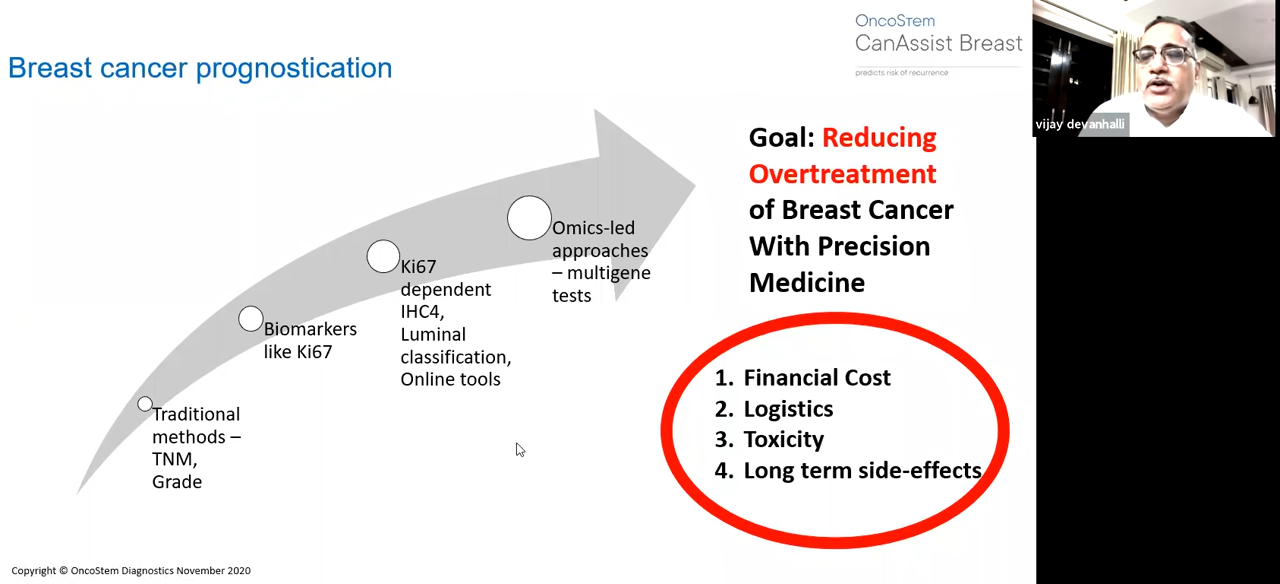 OncoSTem
CanAssist Breast
predicts risk of recurrence
vijay devanhalli
Breast cancer prognostication
Goal: Reducing
Overtreatment
of Breast Cancer
With Precision
Medicine
Omics-led
approaches
– multigene
tests
Ki67
dependent
IHC4,
Luminal
classification,
Online tools
Biomarkers
like Ki67
Traditional
methods –
TNM,
Grade
1. Financial Cost
2. Logistics
3. Toxicity
4. Long term side-effects
Copyright © OncoStem Diagnostics November 2020